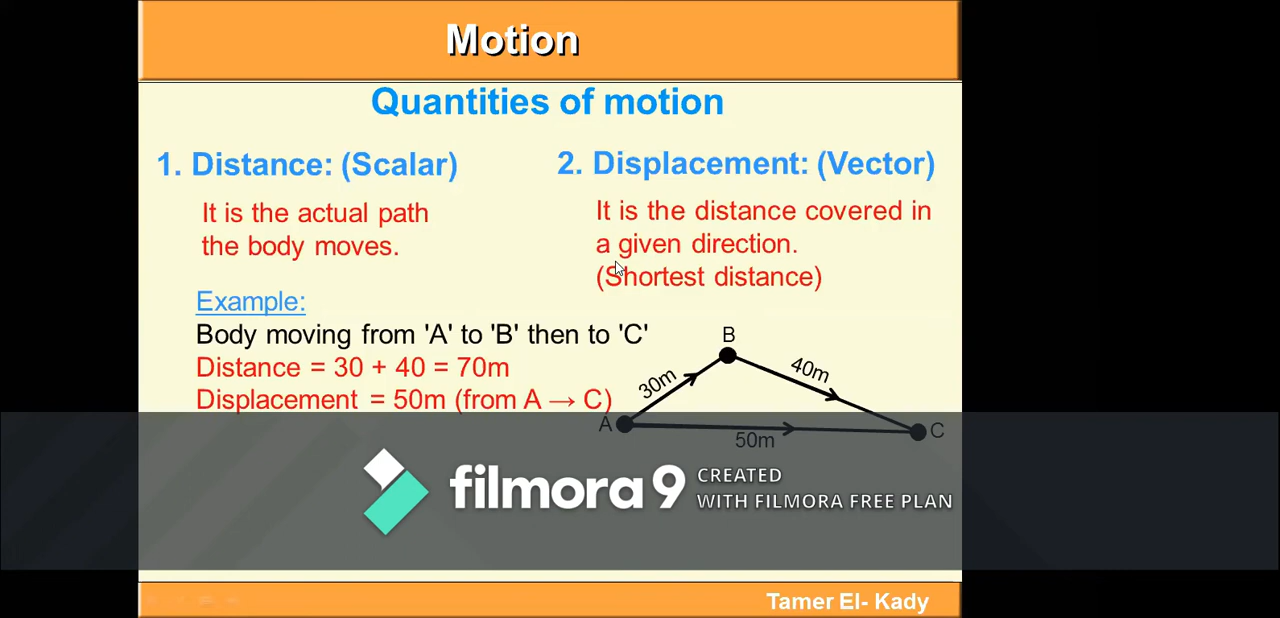 Motion
Quantities of motion
1. Distance: (Scalar)
It is the actual path
the body moves.
2. Displacement: (Vector)
It is the distance covered in
a given direction.
(Shortest distance)
Example:
Body moving from 'A' to 'B' then to 'C'
Distance = 30 + 40 = 70m
Displacement = 50m (from A → C)
B
30m
40m
A
50m
C
filmora 9
CREATED
WITH FILMORA FREE PLAN
Tamer El- Kady